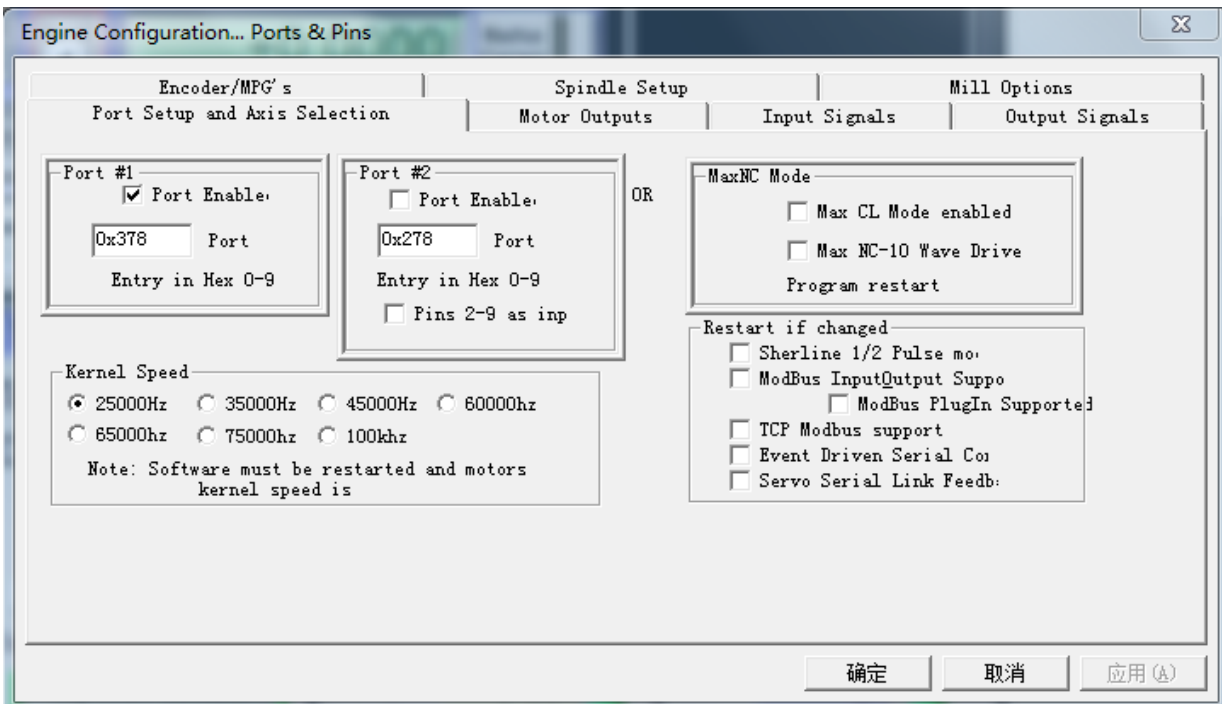 Engine Configuration... Ports & Pins
Encoder/MPG's Spindle Setup Mill Options
Port Setup and Axis Selection Motor Outputs Input Signals Output Signals
Port #1
Port Enable
0x378 Port
Entry in Hex 0-9
Port #2
Port Enable
0x278 Port
Entry in Hex 0-9
Pins 2-9 as inp
OR
MaxNC Mode
Max CL Mode enabled
Max NC-10 Wave Drive
Program restart
Restart if changed
Sherline 1/2 Pulse mo
ModBus InputOutput Suppo
ModBus PlugIn Supported
TCP Modbus support
Event Driven Serial Co
Servo Serial Link Feedb
Kernel Speed
25000Hz 35000Hz 45000Hz 60000hz
65000hz 75000hz 100khz
Note: Software must be restarted and motors
kernel speed is
确定 取消 应用(A)